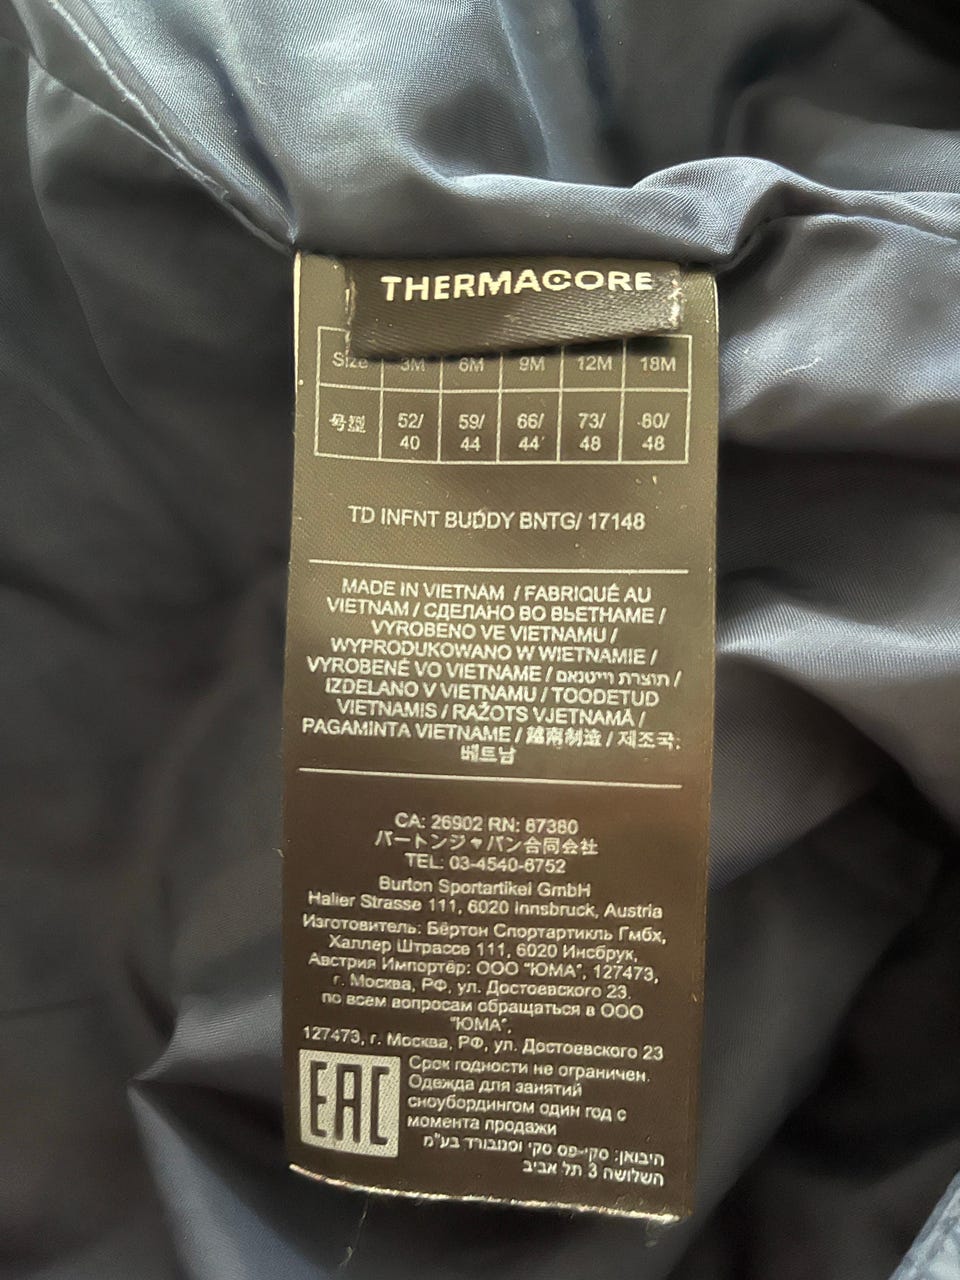 THERMACORE
Size 3M 6M 9M 12M 18M
号型 52/40 59/44 66/44 73/48 80/48
TD INFNT BUDDY BNTG/ 17148
MADE IN VIETNAM / FABRIQUÉ AU
VIETNAM / СДЕЛАНО ВО ВЬЕТНАМЕ /
VYROBENO VE VIETNAMU /
WYPRODUKOWANO W WIETNAMIE /
VYROBENÉ VO VIETNAME / תוצרת וייטנאם /
IZDELANO V VIETNAMU / TOODETUD
VIETNAMIS / RAŽOTS VJETNAMĀ /
PAGAMINTA VIETNAME / 越南制造 / 제조국:
베트남
CA: 26902 RN: 87380
バートンジャパン合同会社
TEL: 03-4540-6752
Burton Sportartikel GmbH
Haller Strasse 111, 6020 Innsbruck, Austria
Изготовитель: Бёртон Спортартикль Гмбх,
Халлер Штрассе 111, 6020 Инсбрук,
Австрия Импортёр: ООО "ЮМА", 127473,
г. Москва, РФ, ул. Достоевского 23.
по всем вопросам обращаться в ООО
"ЮМА",
127473, г. Москва, РФ, ул. Достоевского 23
EAC
Срок годности не ограничен.
Одежда для занятий
сноубордингом один год с
момента продажи
היבואן: סקי-פס סקי וסנובורד בע"מ
השלושה 3 תל אביב